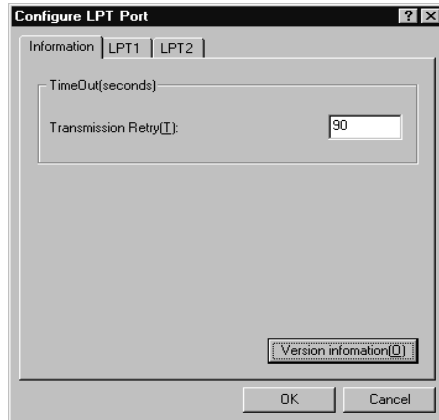 Configure LPT Port
Information LPT1 LPT2
TimeOut(seconds)
Transmission Retry(T): 90
Version infomation(O)
OK Cancel